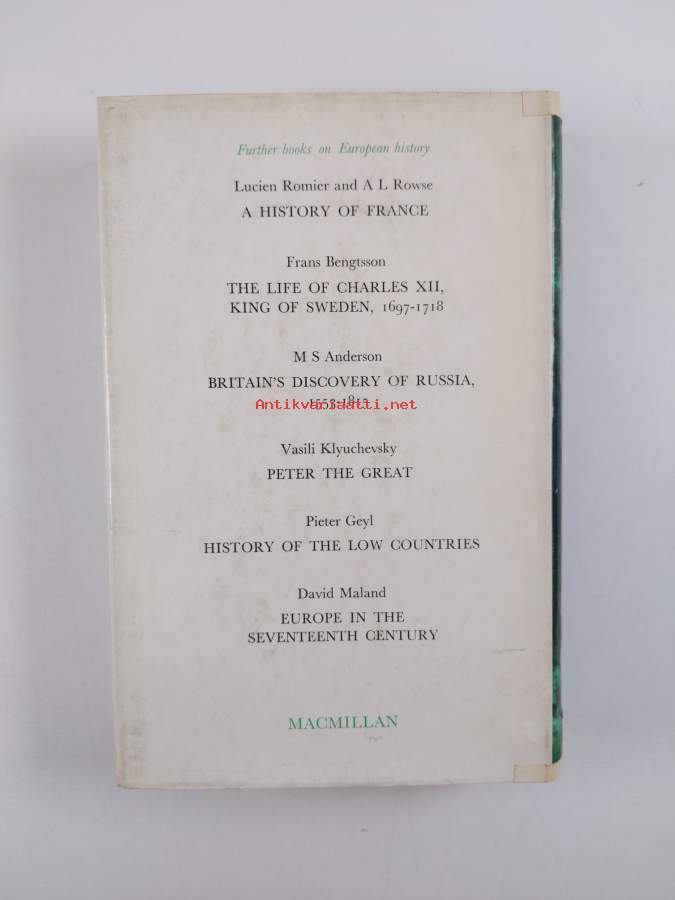 Further books on European history
Lucien Romier and A L Rowse
A HISTORY OF FRANCE
Frans Bengtsson
THE LIFE OF CHARLES XII,
KING OF SWEDEN, 1697-1718
M S Anderson
BRITAIN'S DISCOVERY OF RUSSIA,
Antikvariaatti.net
Vasili Klyuchevsky
PETER THE GREAT
Pieter Geyl
HISTORY OF THE LOW COUNTRIES
David Maland
EUROPE IN THE
SEVENTEENTH CENTURY
MACMILLAN